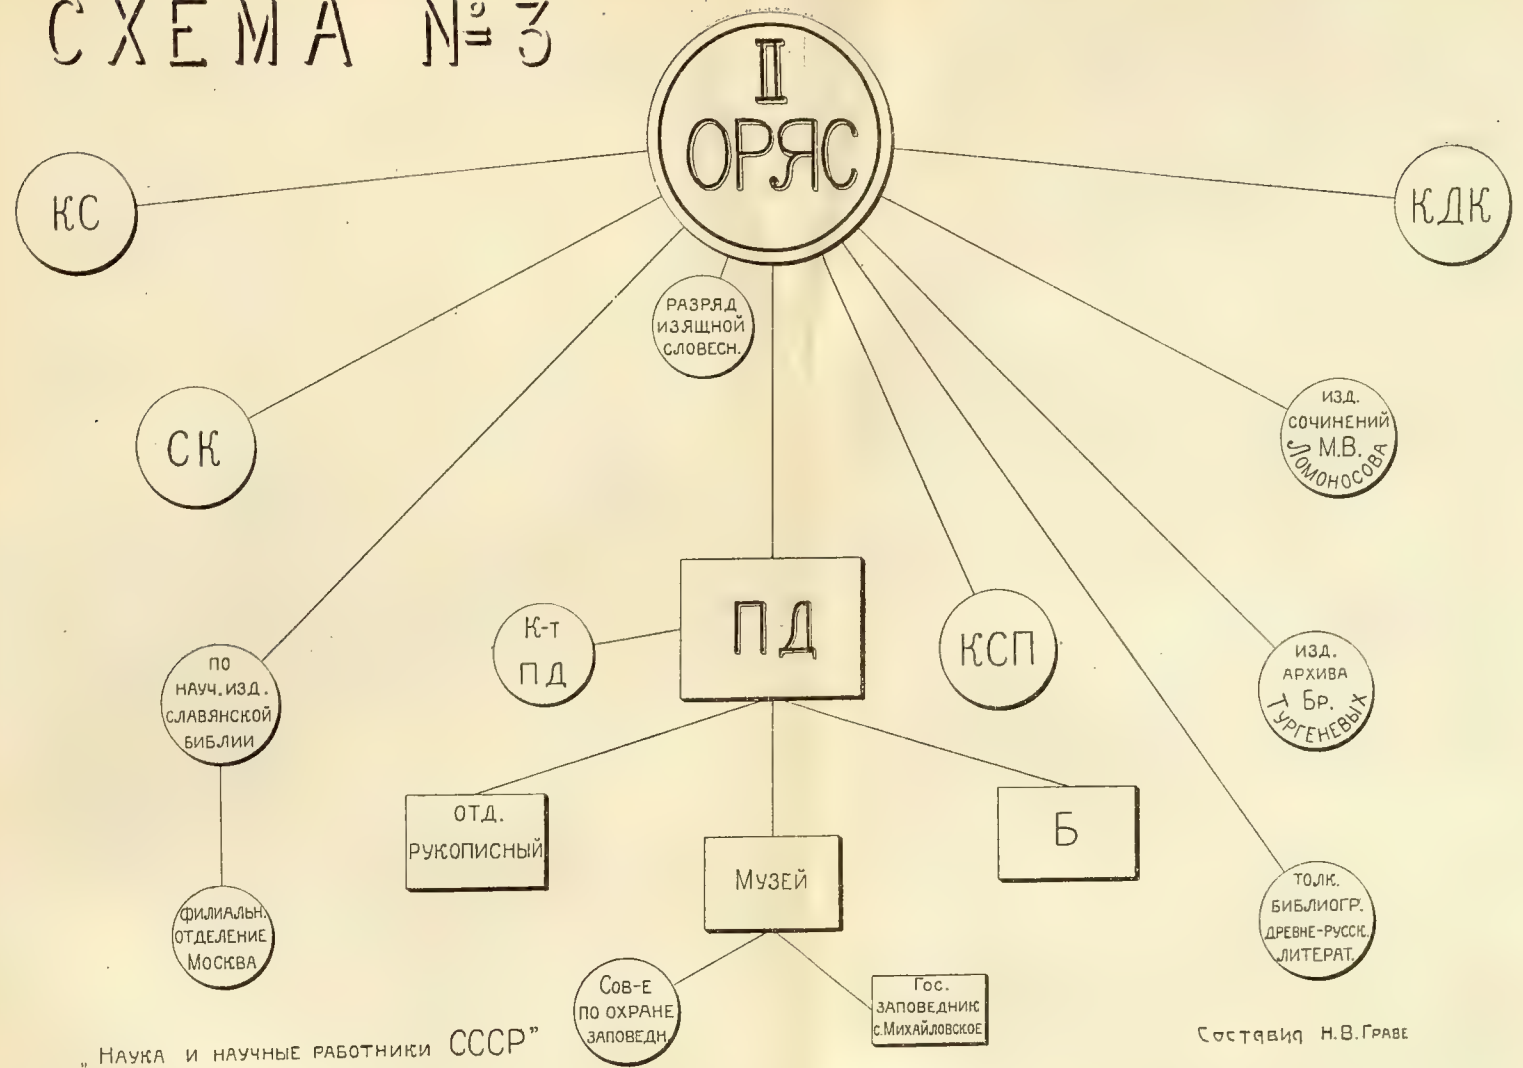 СХЕМА №3
II
ОРЯС
КС
КДК
РАЗРЯД
ИЗЯЩНОЙ
СЛОВЕСН.
СК
ИЗД.
СОЧИНЕНИЙ
М.В.
ЛОМОНОСОВА
К-Т
ПД
ПД
КСП
ПО
НАУЧ. ИЗД.
СЛАВЯНСКОЙ
БИБЛИИ
ИЗД.
АРХИВА
БР.
ТУРГЕНЕВЫХ
ОТД.
РУКОПИСНЫЙ
МУЗЕЙ
Б
ФИЛИАЛЬН.
ОТДЕЛЕНИЕ
МОСКВА
ТОЛК.
БИБЛИОГР.
ДРЕВНЕ-РУССК.
ЛИТЕРАТ.
СОВ-Е
ПО ОХРАНЕ
ЗАПОВЕДН.
ГОС.
ЗАПОВЕДНИК
с.МИХАЙЛОВСКОЕ
„НАУКА И НАУЧНЫЕ РАБОТНИКИ СССР”
Составил Н.В.ГРАВЕ